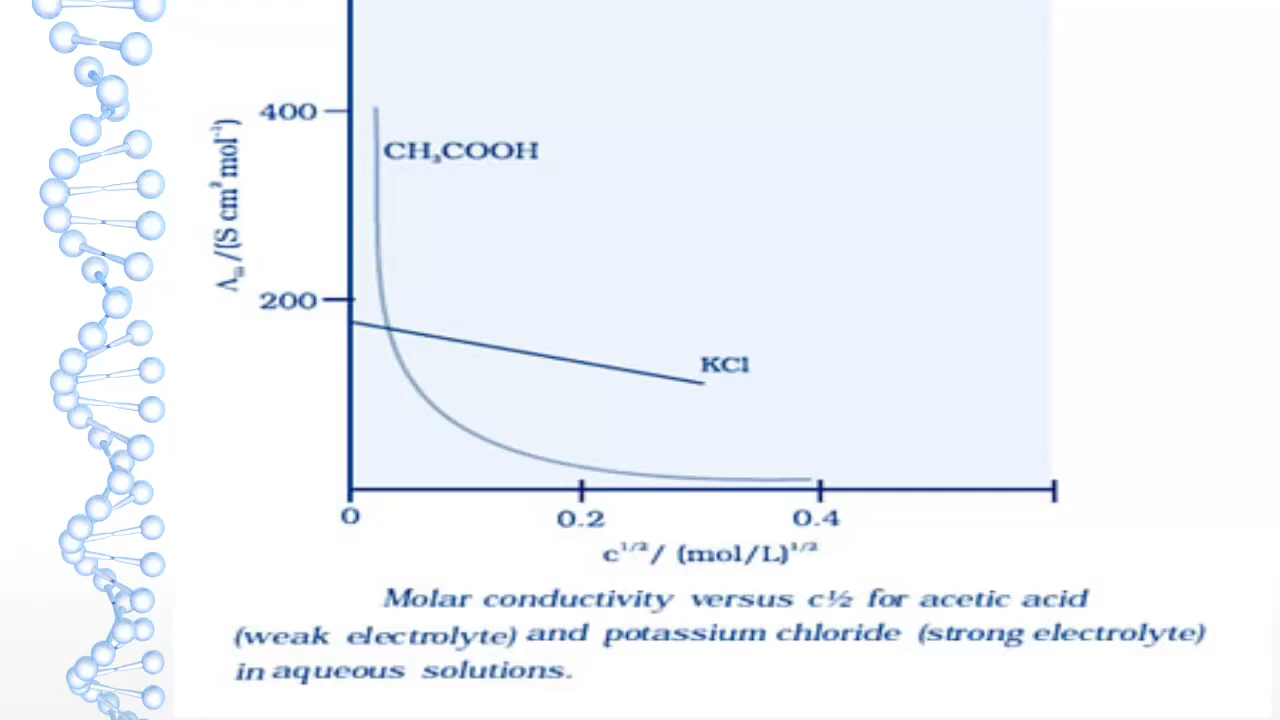 400
CH₃COOH
Λₘ/(S cm² mol⁻¹)
200
KCl
0
0.2
0.4
c¹/²/ (mol/L)¹/²
Molar conductivity versus c½ for acetic acid
(weak electrolyte) and potassium chloride (strong electrolyte)
in aqueous solutions.